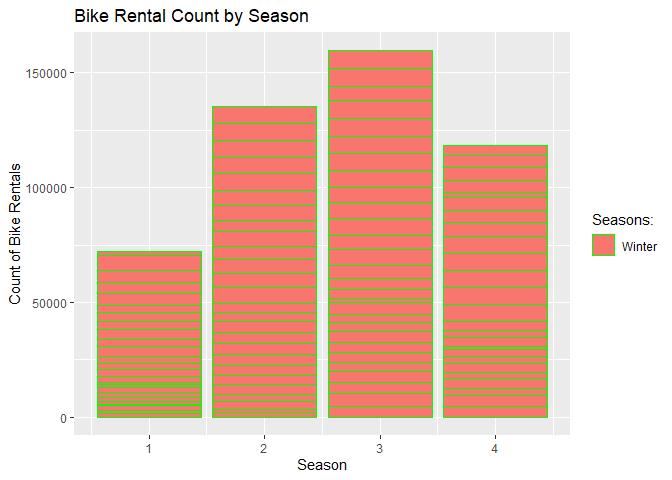 Bike Rental Count by Season
Count of Bike Rentals
150000
100000
50000
0
1 2 3 4
Season
Seasons:
Winter